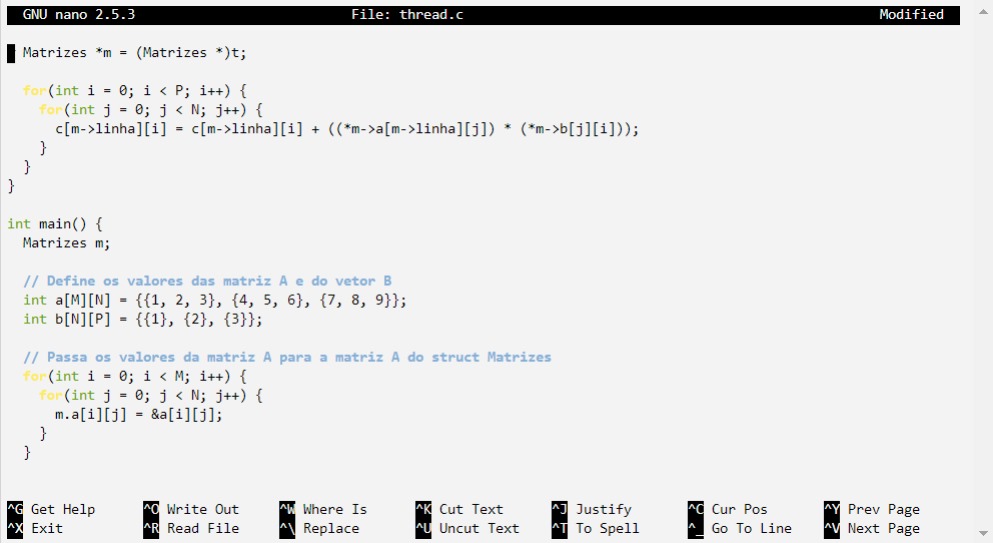 GNU nano 2.5.3 File: thread.c Modified
Matrizes *m = (Matrizes *)t;
for(int i = 0; i < P; i++) {
for(int j = 0; j < N; j++) {
c[m->linha][i] = c[m->linha][i] + ((*m->a[m->linha][j]) * (*m->b[j][i]));
}
}
}
int main() {
Matrizes m;
// Define os valores das matriz A e do vetor B
int a[M][N] = {{1, 2, 3}, {4, 5, 6}, {7, 8, 9}};
int b[N][P] = {{1}, {2}, {3}};
// Passa os valores da matriz A para a matriz A do struct Matrizes
for(int i = 0; i < M; i++) {
for(int j = 0; j < N; j++) {
m.a[i][j] = &a[i][j];
}
}
^G Get Help ^O Write Out ^W Where Is ^K Cut Text ^J Justify ^C Cur Pos ^Y Prev Page
^X Exit ^R Read File ^\ Replace ^U Uncut Text ^T To Spell ^_ Go To Line ^V Next Page